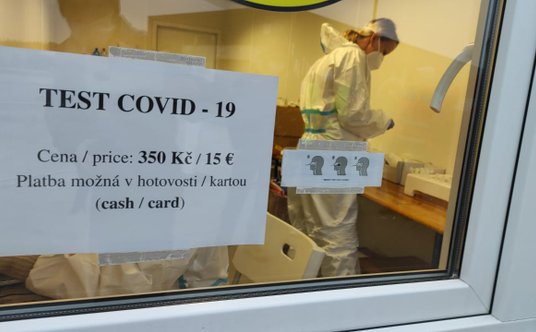 TEST COVID - 19
Cena / price: 350 Kč / 15 €
Platba možná v hotovosti / kartou
(cash / card)